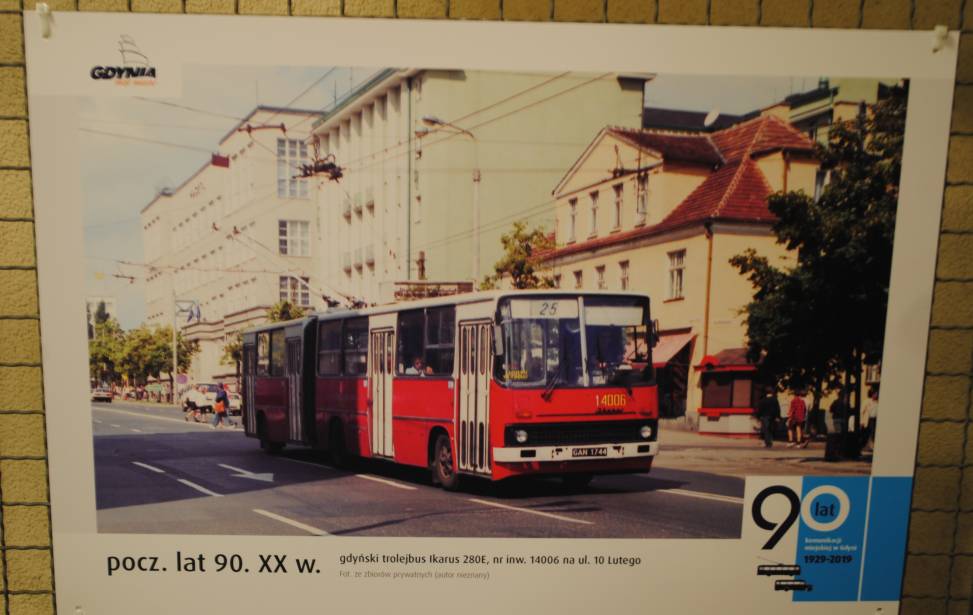 GDYNIA
25
14006
GAN 1744
90 lat
komunikacji
miejskiej w Gdyni
1929-2019
pocz. lat 90. XX w.
gdyński trolejbus Ikarus 280E, nr inw. 14006 na ul. 10 Lutego
Fot. ze zbiorów prywatnych (autor nieznany)